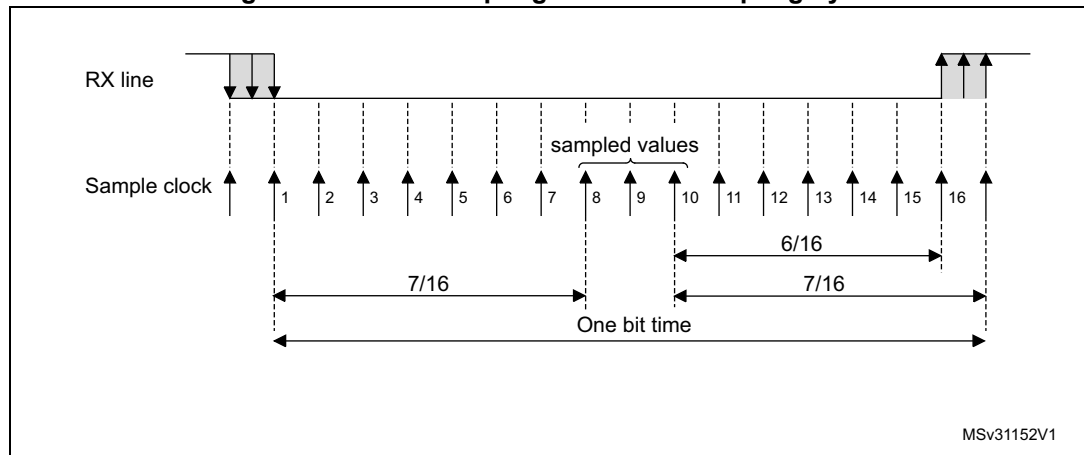 RX line
sampled values
Sample clock
1 2 3 4 5 6 7 8 9 10 11 12 13 14 15 16
6/16
7/16 7/16
One bit time
MSv31152V1